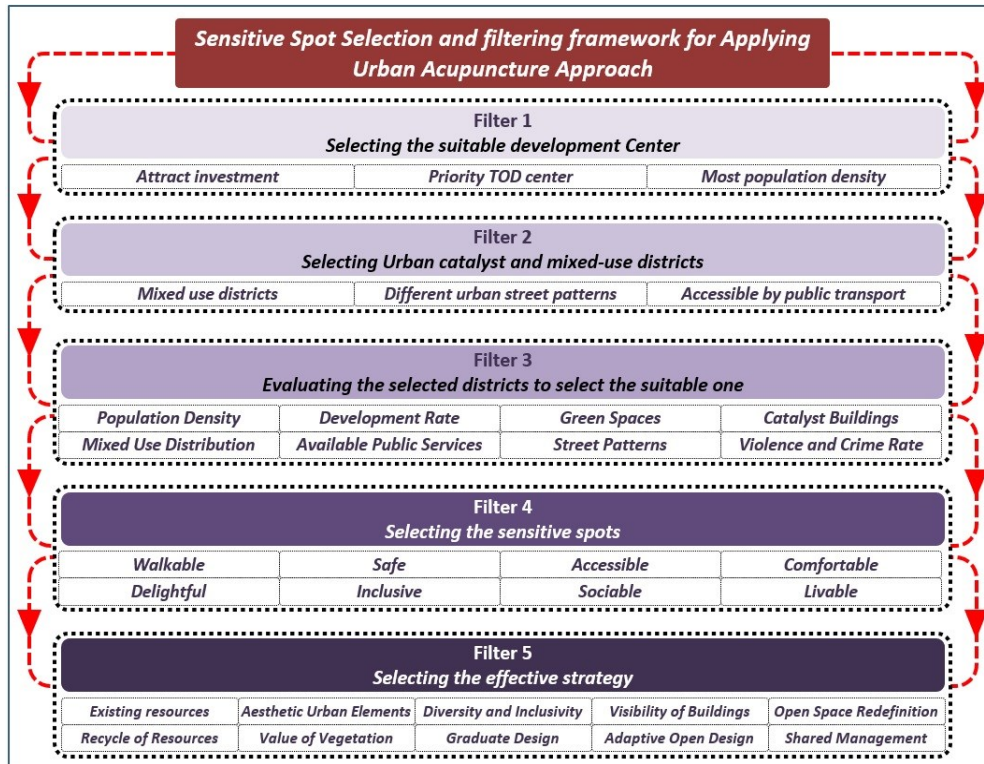 Sensitive Spot Selection and filtering framework for Applying
Urban Acupuncture Approach
Filter 1
Selecting the suitable development Center
Attract investment Priority TOD center Most population density
Filter 2
Selecting Urban catalyst and mixed-use districts
Mixed use districts Different urban street patterns Accessible by public transport
Filter 3
Evaluating the selected districts to select the suitable one
Population Density Development Rate Green Spaces Catalyst Buildings
Mixed Use Distribution Available Public Services Street Patterns Violence and Crime Rate
Filter 4
Selecting the sensitive spots
Walkable Safe Accessible Comfortable
Delightful Inclusive Sociable Livable
Filter 5
Selecting the effective strategy
Existing resources Aesthetic Urban Elements Diversity and Inclusivity Visibility of Buildings Open Space Redefinition
Recycle of Resources Value of Vegetation Graduate Design Adaptive Open Design Shared Management